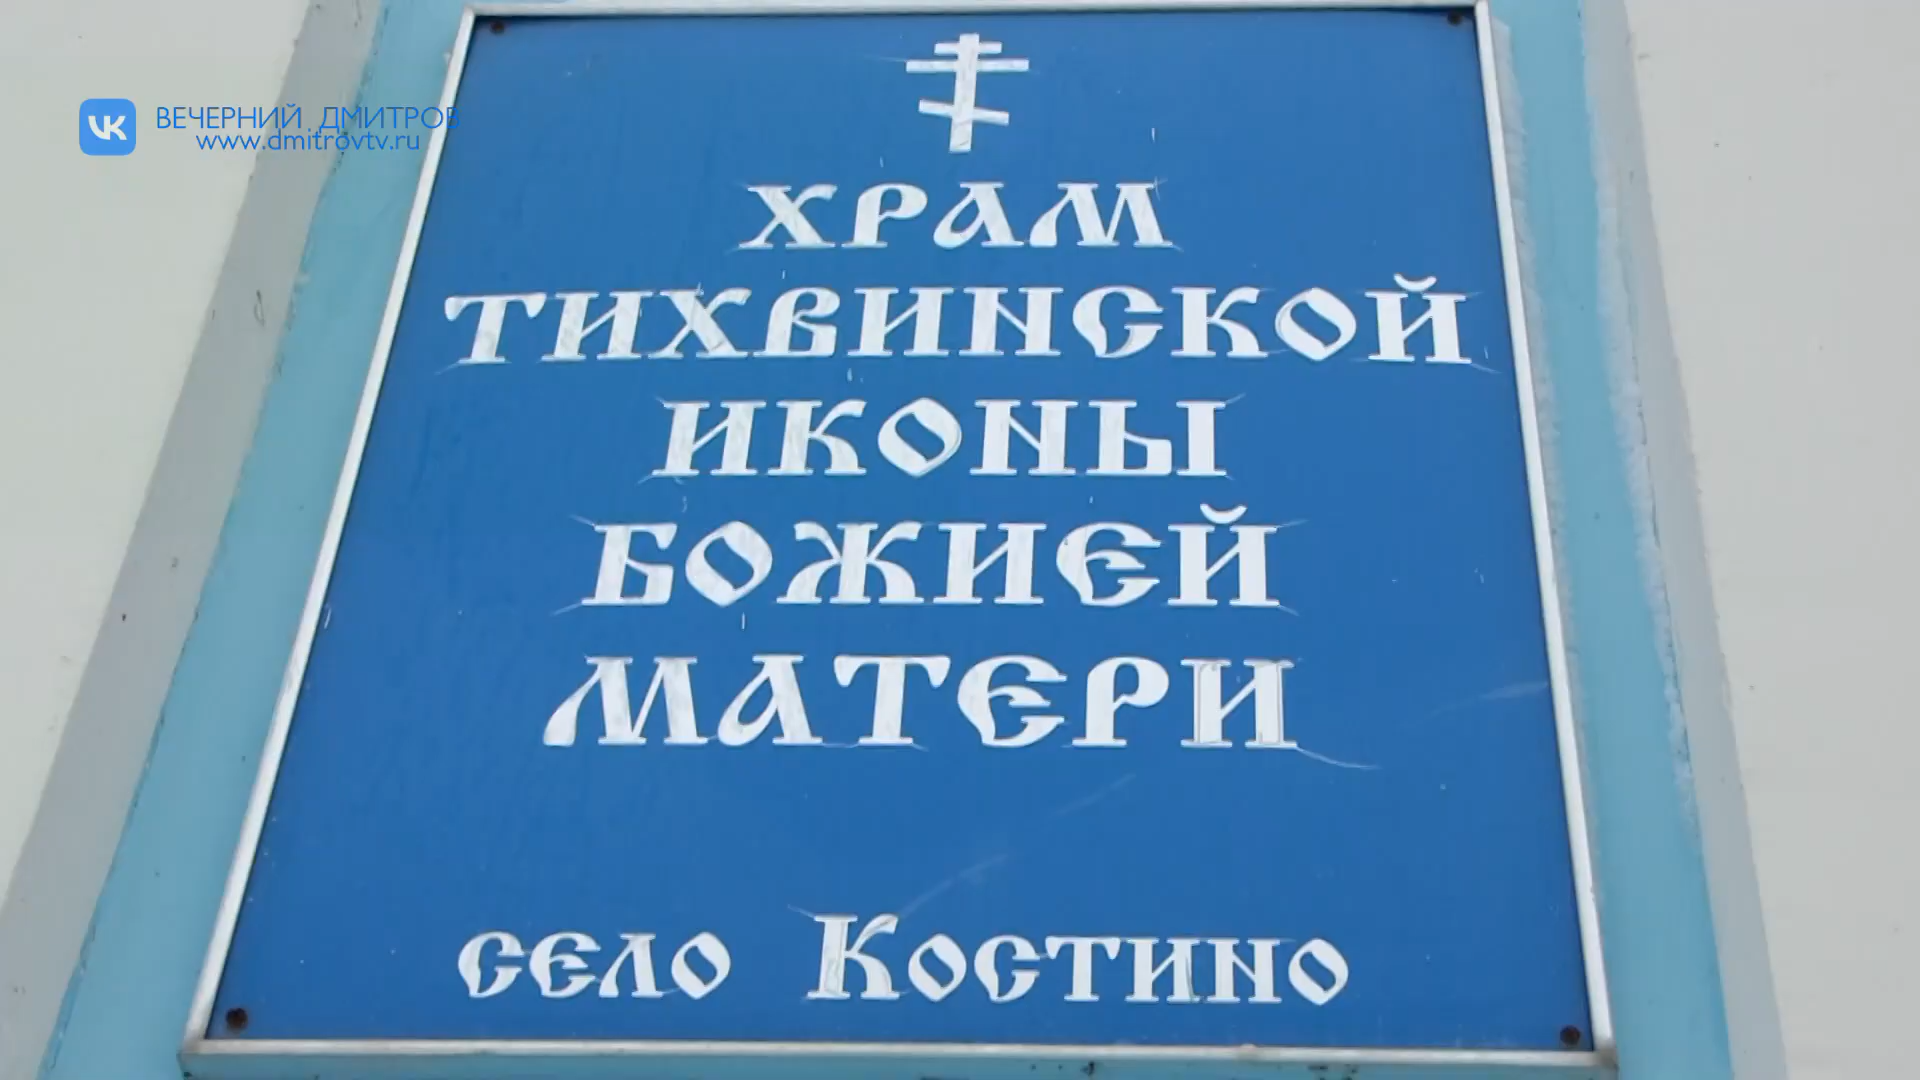 ВЕЧЕРНИЙ ДМИТРОВ
www.dmitrovtv.ru
ХРАМ
ТИХВИНСКОЙ
ИКОНЫ
БОЖИЕЙ
МАТЕРИ
село Костино